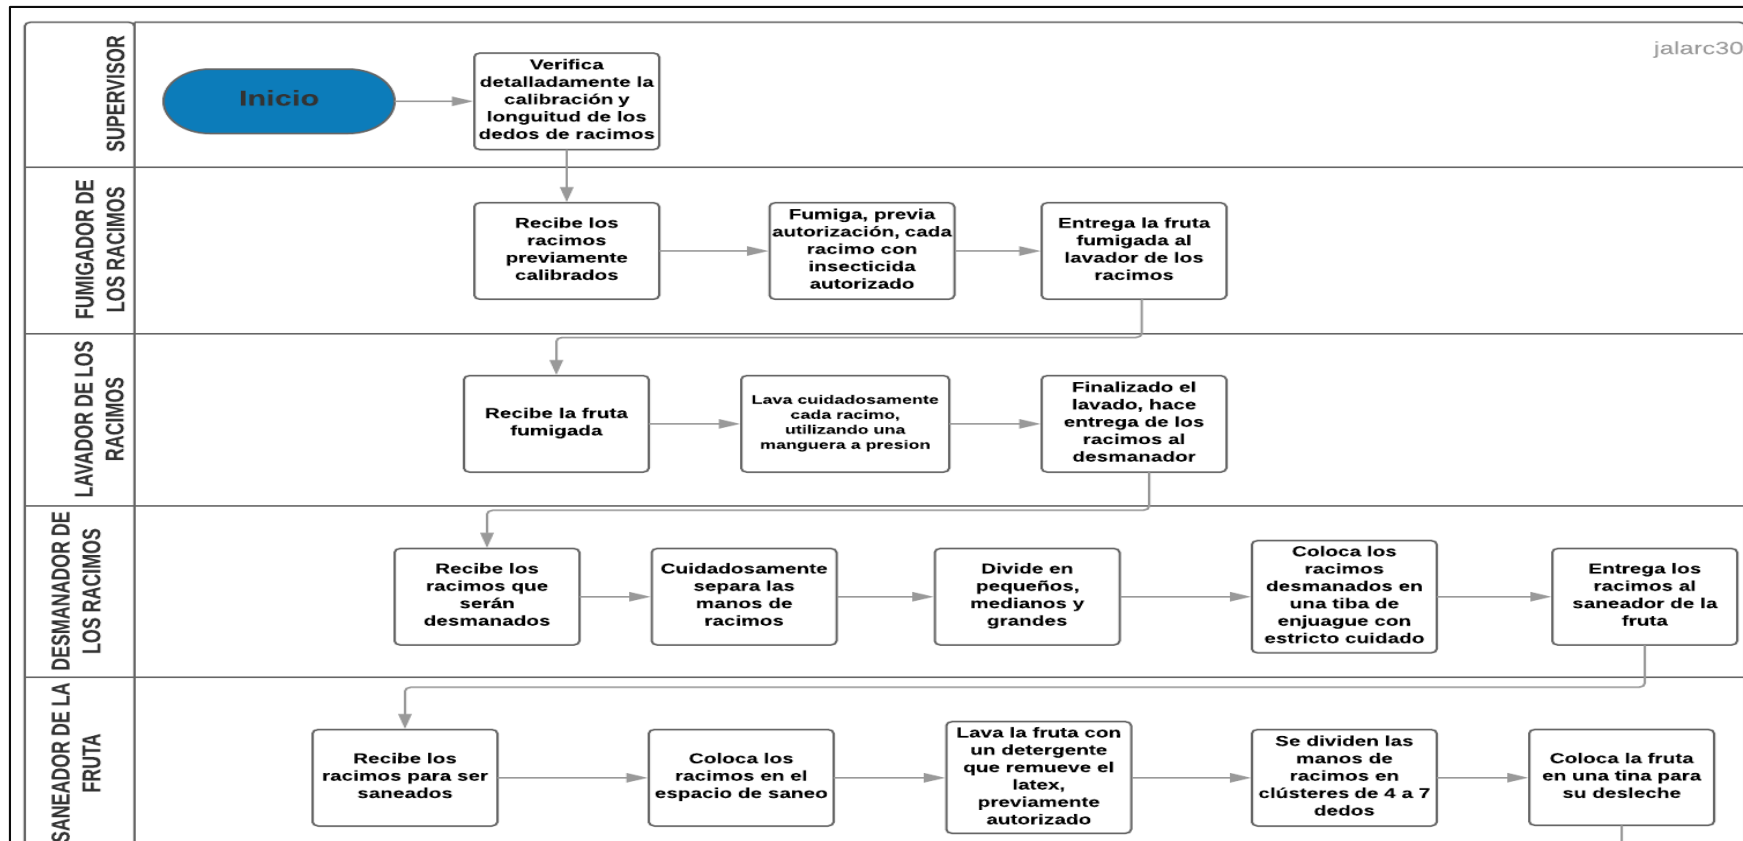 jalarc30
SUPERVISOR
Inicio
Verifica
detalladamente la
calibración y
longuitud de los
dedos de racimos
FUMIGADOR DE
LOS RACIMOS
Recibe los
racimos
previamente
calibrados
Fumiga, previa
autorización, cada
racimo con
insecticida
autorizado
Entrega la fruta
fumigada al
lavador de los
racimos
LAVADOR DE LOS
RACIMOS
Recibe la fruta
fumigada
Lava cuidadosamente
cada racimo,
utilizando una
manguera a presion
Finalizado el
lavado, hace
entrega de los
racimos al
desmanador
DESMANADOR DE
LOS RACIMOS
Recibe los
racimos que
serán
desmanados
Cuidadosamente
separa las
manos de
racimos
Divide en
pequeños,
medianos y
grandes
Coloca los
racimos
desmanados en
una tiba de
enjuague con
estricto cuidado
Entrega los
racimos al
saneador de la
fruta
SANEADOR DE LA
FRUTA
Recibe los
racimos para ser
saneados
Coloca los
racimos en el
espacio de saneo
Lava la fruta con
un detergente
que remueve el
latex,
previamente
autorizado
Se dividen las
manos de
racimos en
clústeres de 4 a 7
dedos
Coloca la fruta
en una tina para
su desleche